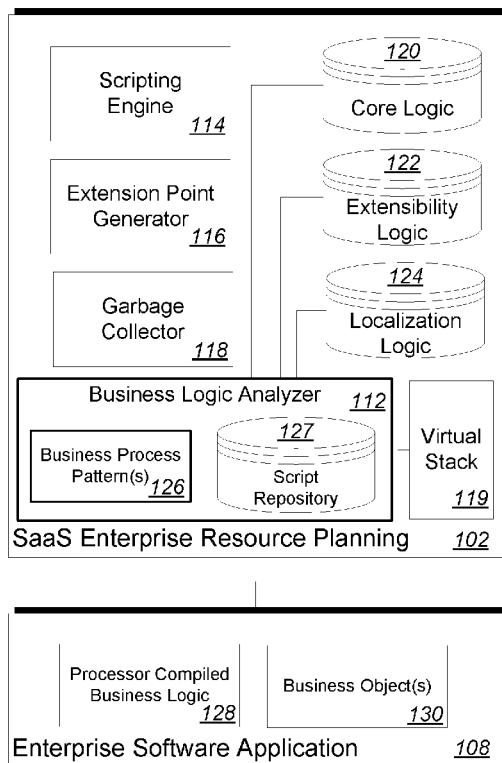 Scripting
Engine
114
120
Core Logic
Extension Point
Generator
116
122
Extensibility
Logic
Garbage
Collector
118
124
Localization
Logic
Business Logic Analyzer
112
Business Process
Pattern(s)
126
127
Script
Repository
Virtual
Stack
119
SaaS Enterprise Resource Planning 102
Processor Compiled
Business Logic
128
Business Object(s)
130
Enterprise Software Application 108